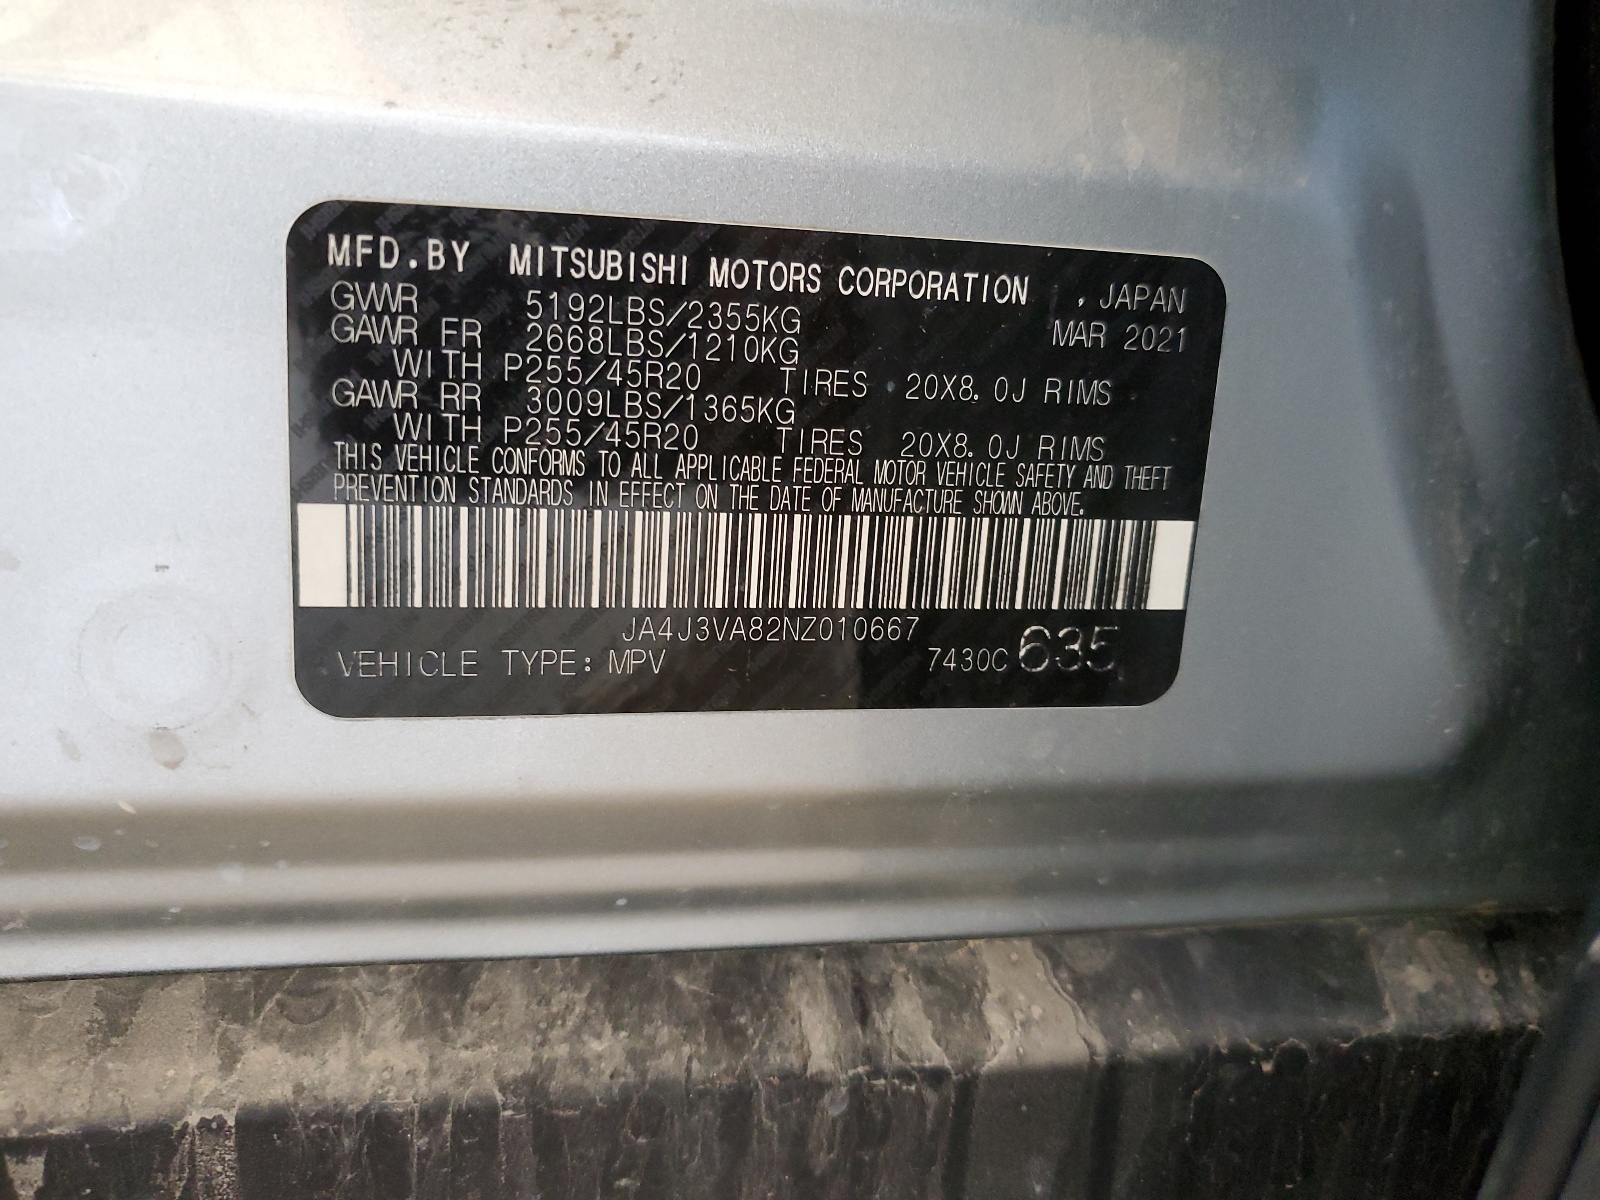 MFD.BY MITSUBISHI MOTORS CORPORATION , JAPAN
GVWR 5192LBS/2355KG MAR 2021
GAWR FR 2668LBS/1210KG
WITH P255/45R20 TIRES 20X8.0J RIMS
GAWR RR 3009LBS/1365KG
WITH P255/45R20 TIRES 20X8.0J RIMS
THIS VEHICLE CONFORMS TO ALL APPLICABLE FEDERAL MOTOR VEHICLE SAFETY AND THEFT
PREVENTION STANDARDS IN EFFECT ON THE DATE OF MANUFACTURE SHOWN ABOVE.
JA4J3VA82NZ010667
VEHICLE TYPE: MPV 7430C 635